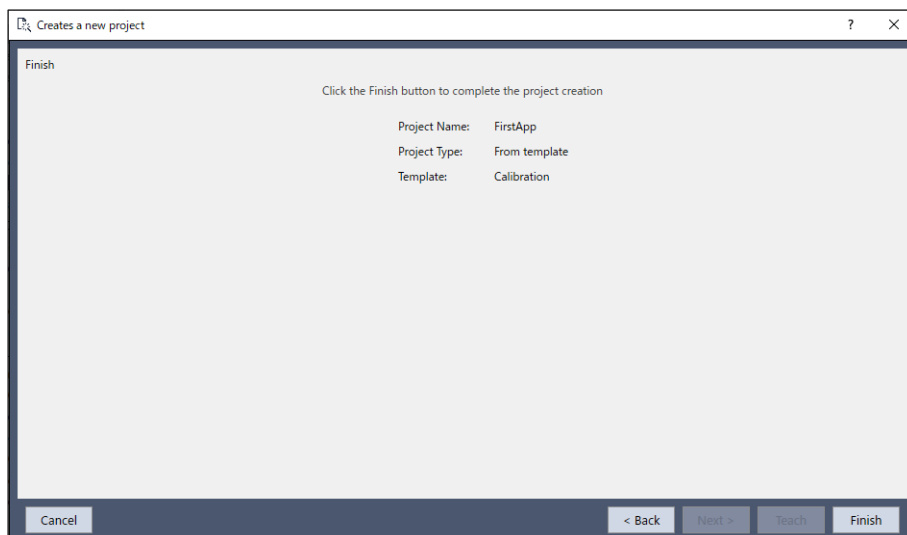 Creates a new project
?
Finish
Click the Finish button to complete the project creation
Project Name: FirstApp
Project Type: From template
Template: Calibration
Cancel < Back Next > Teach Finish